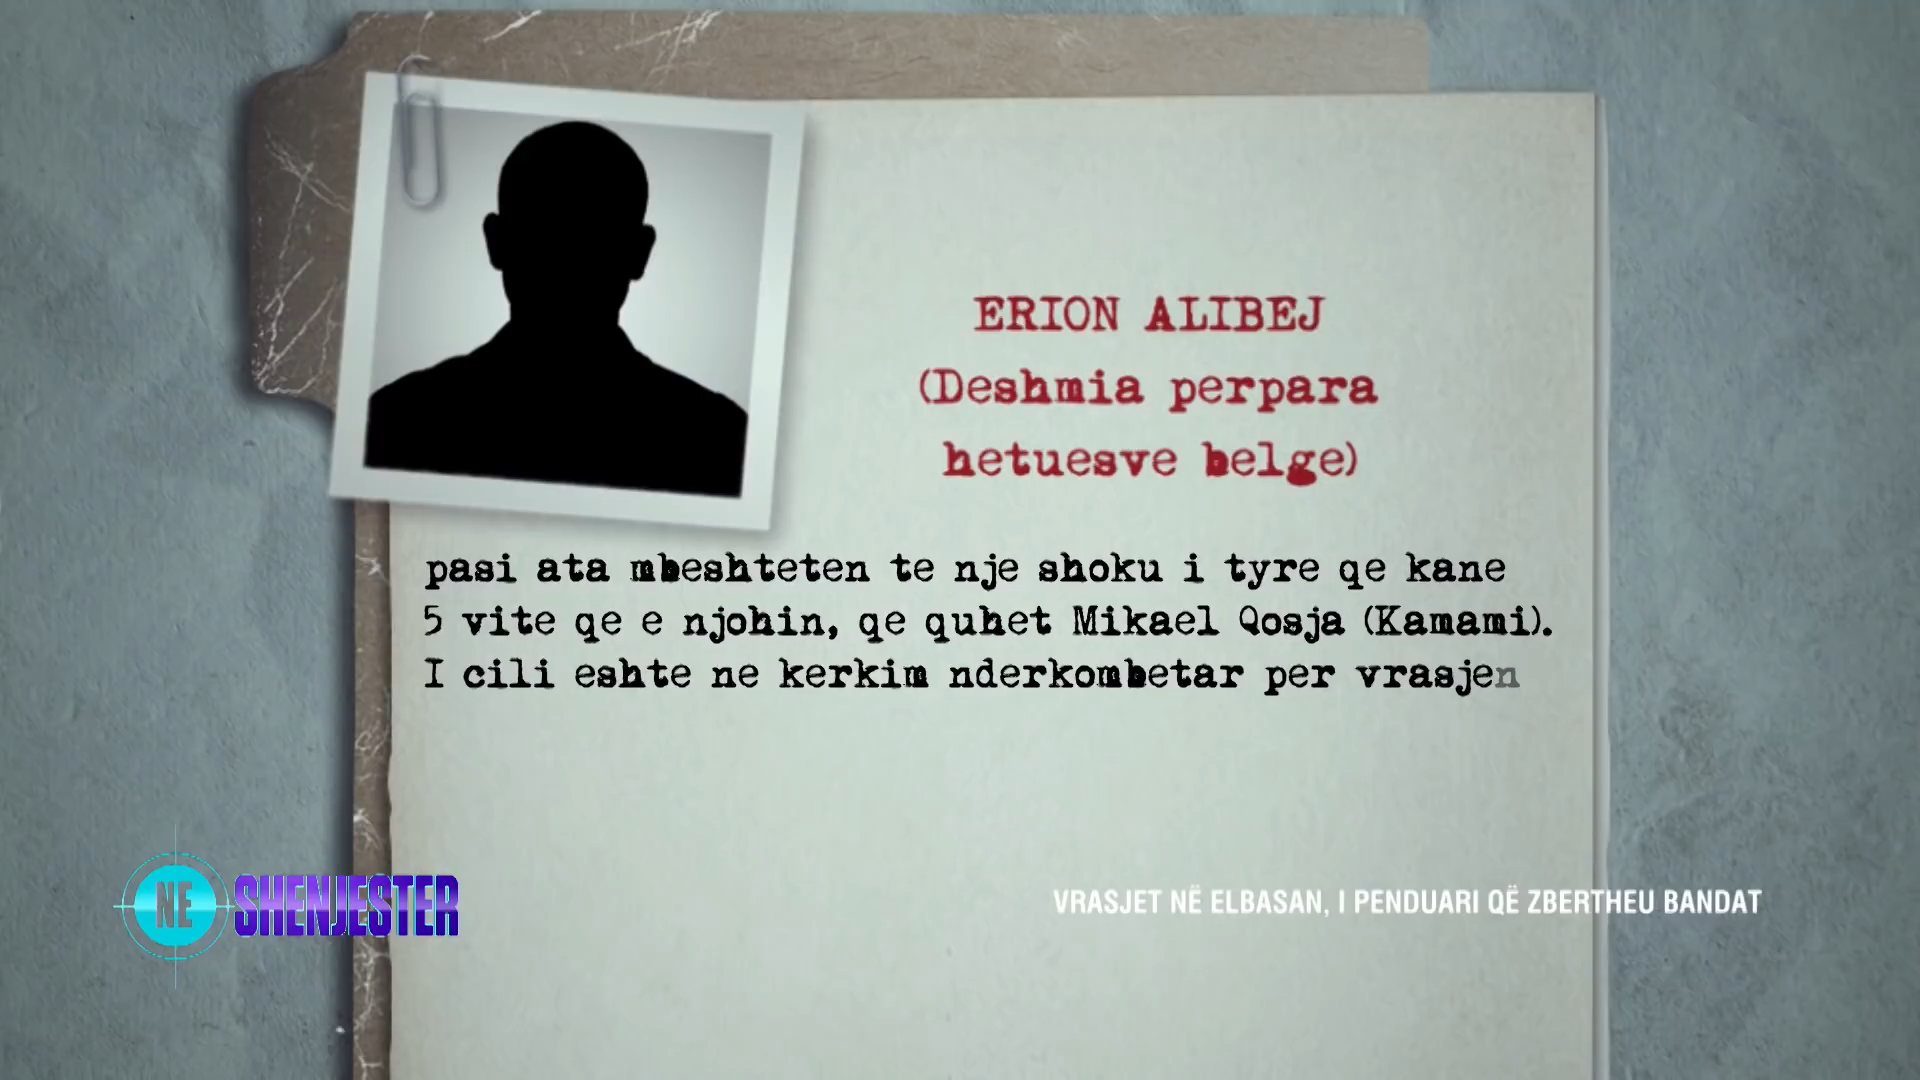 ERION ALIBEJ
(Deshmia perpara
hetuesve belge)
pasi ata mbeshteten te nje shoku i tyre qe kane
5 vite qe e njohin, qe quhet Mikael Qosja (Kamami).
I cili eshte ne kerkim nderkombetar per vrasjen
NE SHENJESTER
VRASJET NË ELBASAN, I PENDUARI QË ZBERTHEU BANDAT